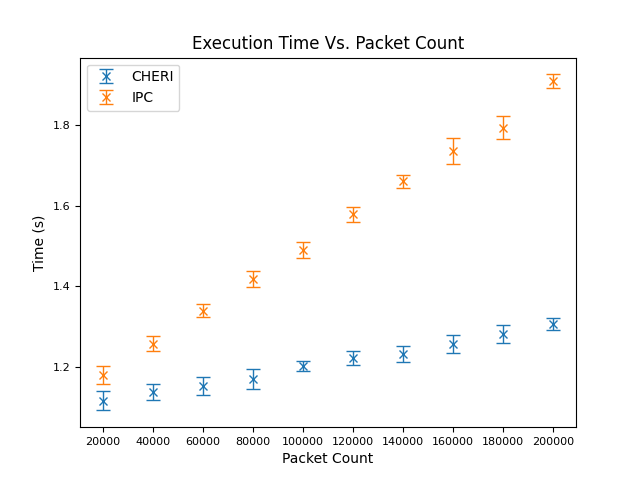 Execution Time Vs. Packet Count
CHERI
IPC
1.8
1.6
1.4
1.2
Time (s)
20000 40000 60000 80000 100000 120000 140000 160000 180000 200000
Packet Count